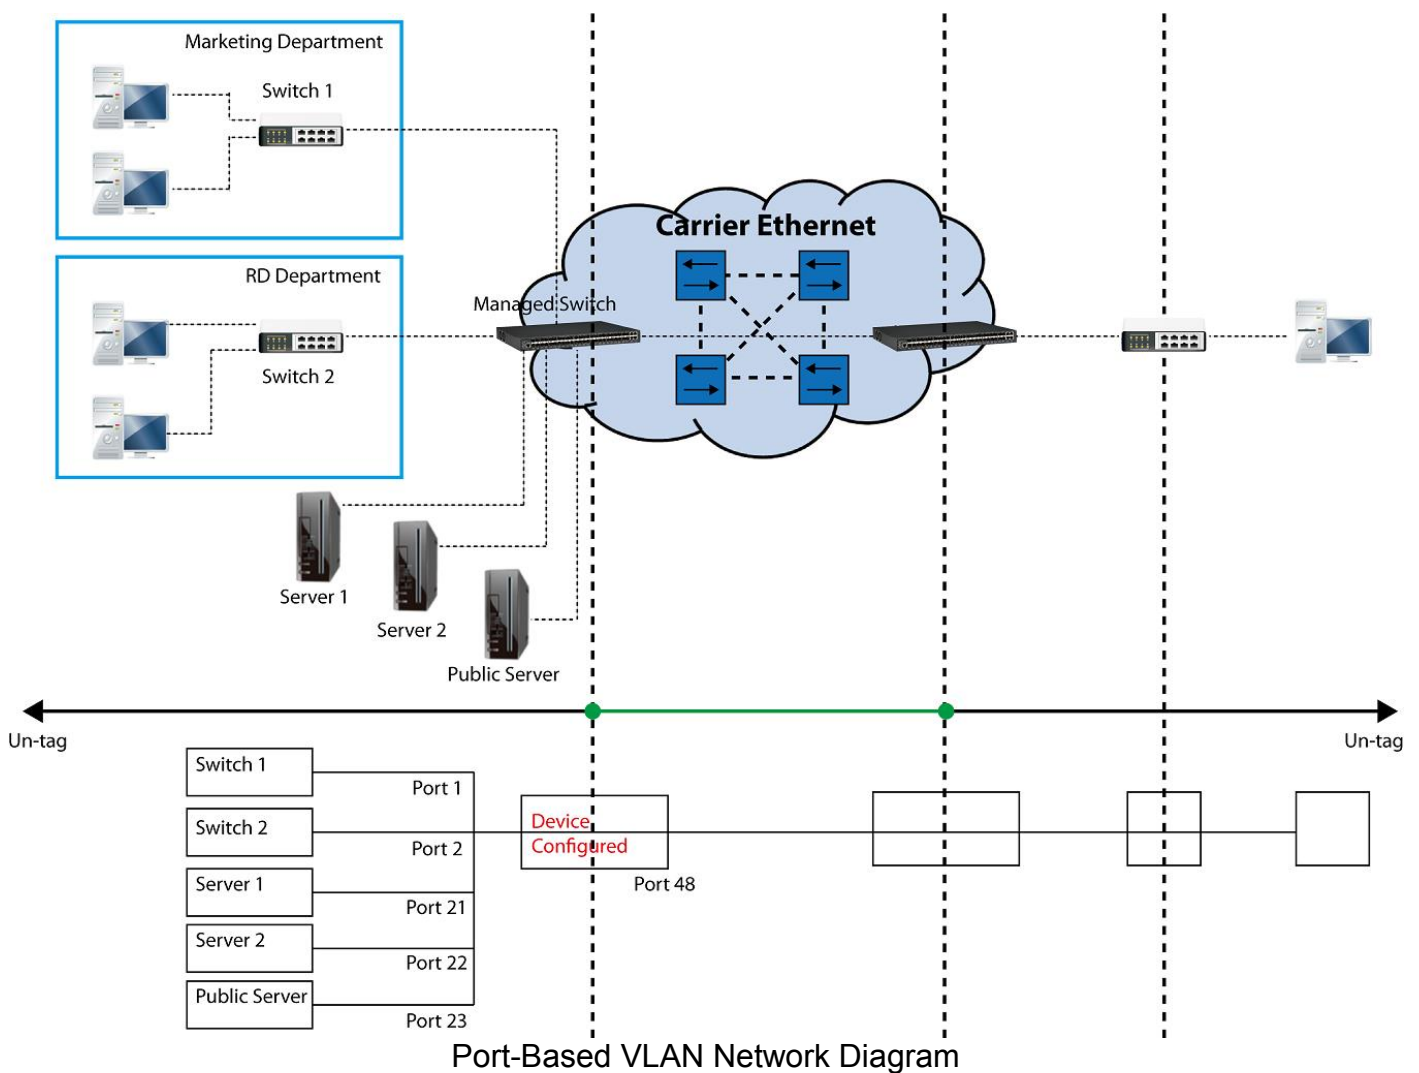 Marketing Department
Switch 1
Carrier Ethernet
RD Department
Managed Switch
Switch 2
Server 1
Server 2
Public Server
Un-tag
Un-tag
Switch 1
Port 1
Switch 2
Port 2
Device
Configured
Port 48
Server 1
Port 21
Server 2
Port 22
Public Server
Port 23
Port-Based VLAN Network Diagram